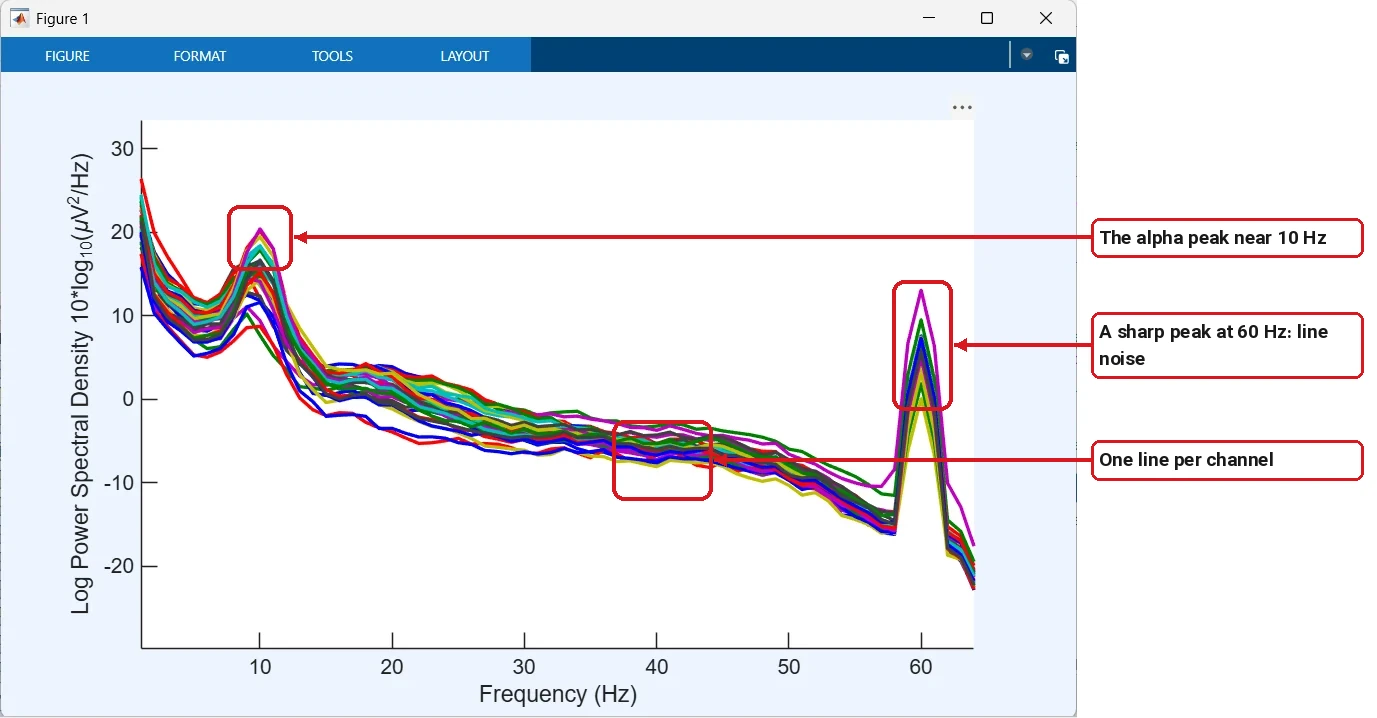 Figure 1
FIGURE
FORMAT
TOOLS
LAYOUT
Log Power Spectral Density 10*log₁₀(μV²/Hz)
30
20
10
0
-10
-20
10
20
30
40
50
60
Frequency (Hz)
The alpha peak near 10 Hz
A sharp peak at 60 Hz: line
noise
One line per channel